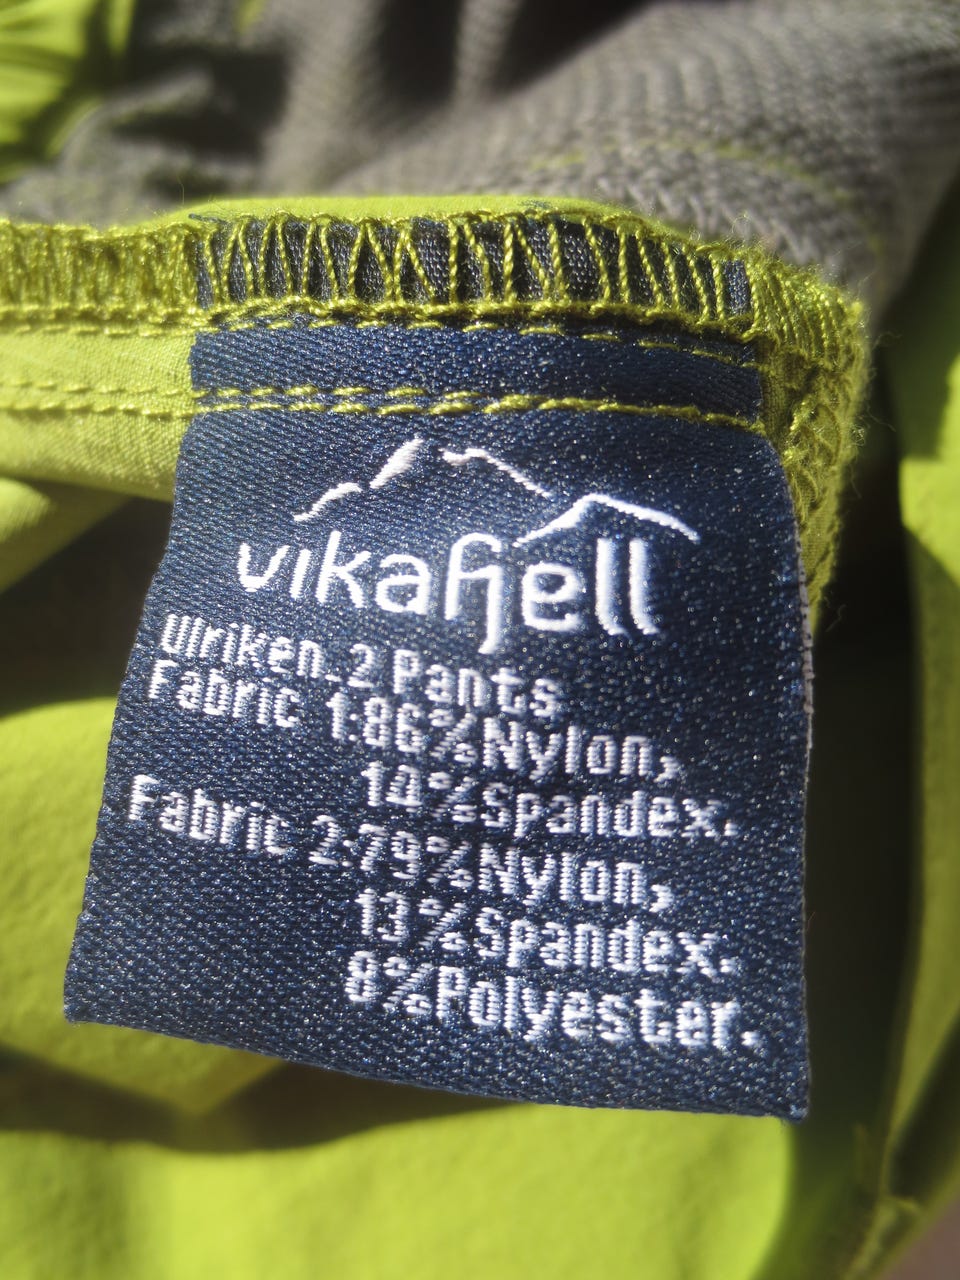 vikafjell
Ulriken 2 Pants
Fabric 1:86%Nylon,
14%Spandex.
Fabric 2:79%Nylon,
13%Spandex.
8%Polyester.